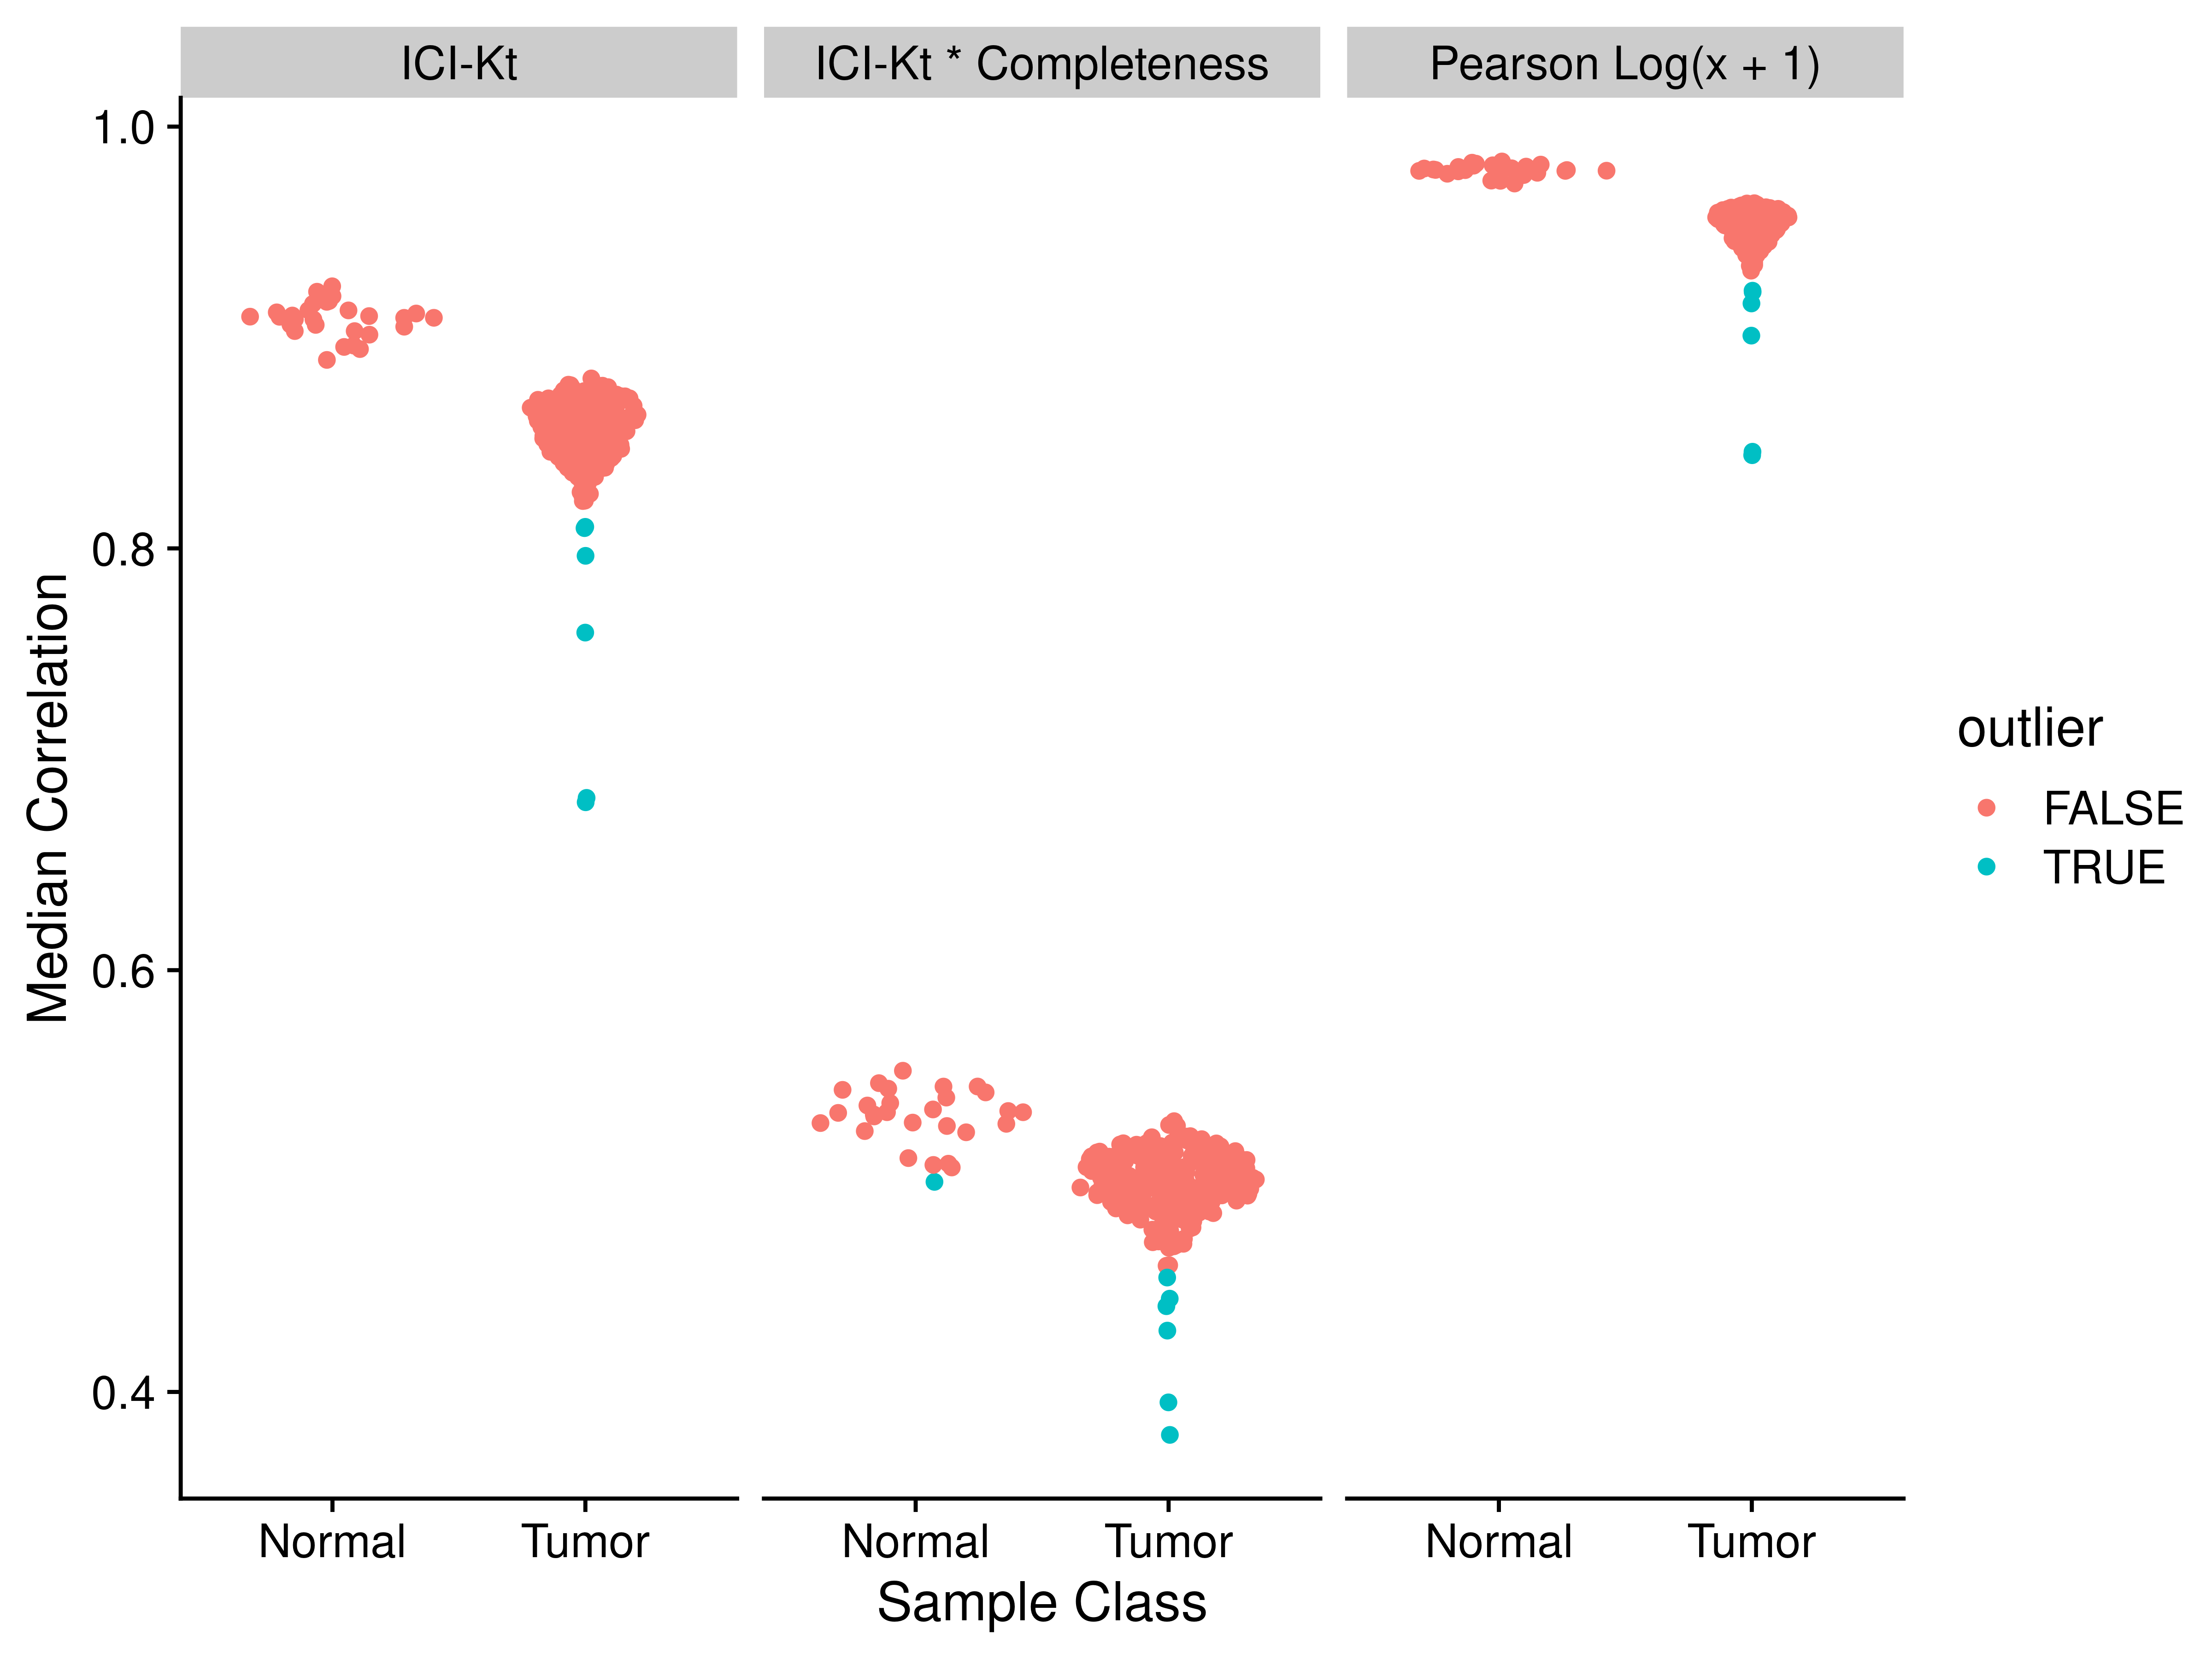 ICI-Kt
ICI-Kt * Completeness
Pearson Log(x + 1)
Median Correlation
1.0
0.8
0.6
0.4
Normal
Tumor
Normal
Tumor
Normal
Tumor
Sample Class
outlier
FALSE
TRUE